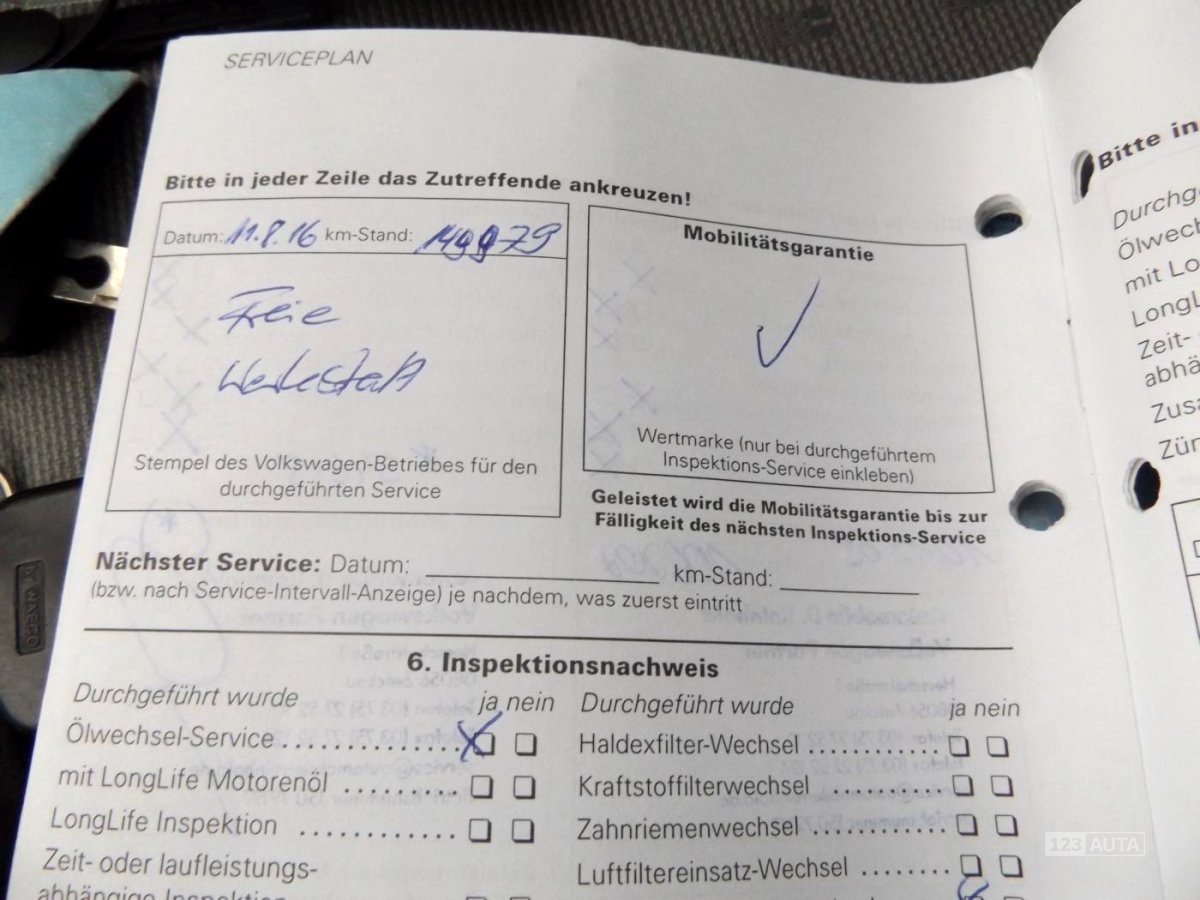 SERVICEPLAN
Bitte in jeder Zeile das Zutreffende ankreuzen!
Datum: 11.8.16 km-Stand:
Freie
Werkstatt
Stempel des Volkswagen-Betriebes für den
durchgeführten Service
Mobilitätsgarantie
Wertmarke (nur bei durchgeführtem
Inspektions-Service einkleben)
Geleistet wird die Mobilitätsgarantie bis zur
Fälligkeit des nächsten Inspektions-Service
Nächster Service: Datum: km-Stand:
(bzw. nach Service-Intervall-Anzeige) je nachdem, was zuerst eintritt
6. Inspektionsnachweis
Durchgeführt wurde ja nein
Ölwechsel-Service
mit LongLife Motorenöl
LongLife Inspektion
Zeit- oder laufleistungs-
abhängige Inspektion
Durchgeführt wurde ja nein
Haldexfilter-Wechsel
Kraftstoffilterwechsel
Zahnriemenwechsel
Luftfiltereinsatz-Wechsel
Bitte in
Durchg
Ölwech
mit Lo
LongL
Zeit-
abhä
Zusa
Zün
WAECO
123 AUTA